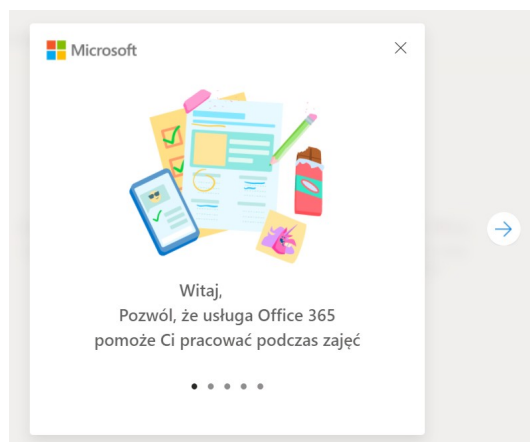 Microsoft
Witaj,
Pozwól, że usługa Office 365
pomoże Ci pracować podczas zajęć